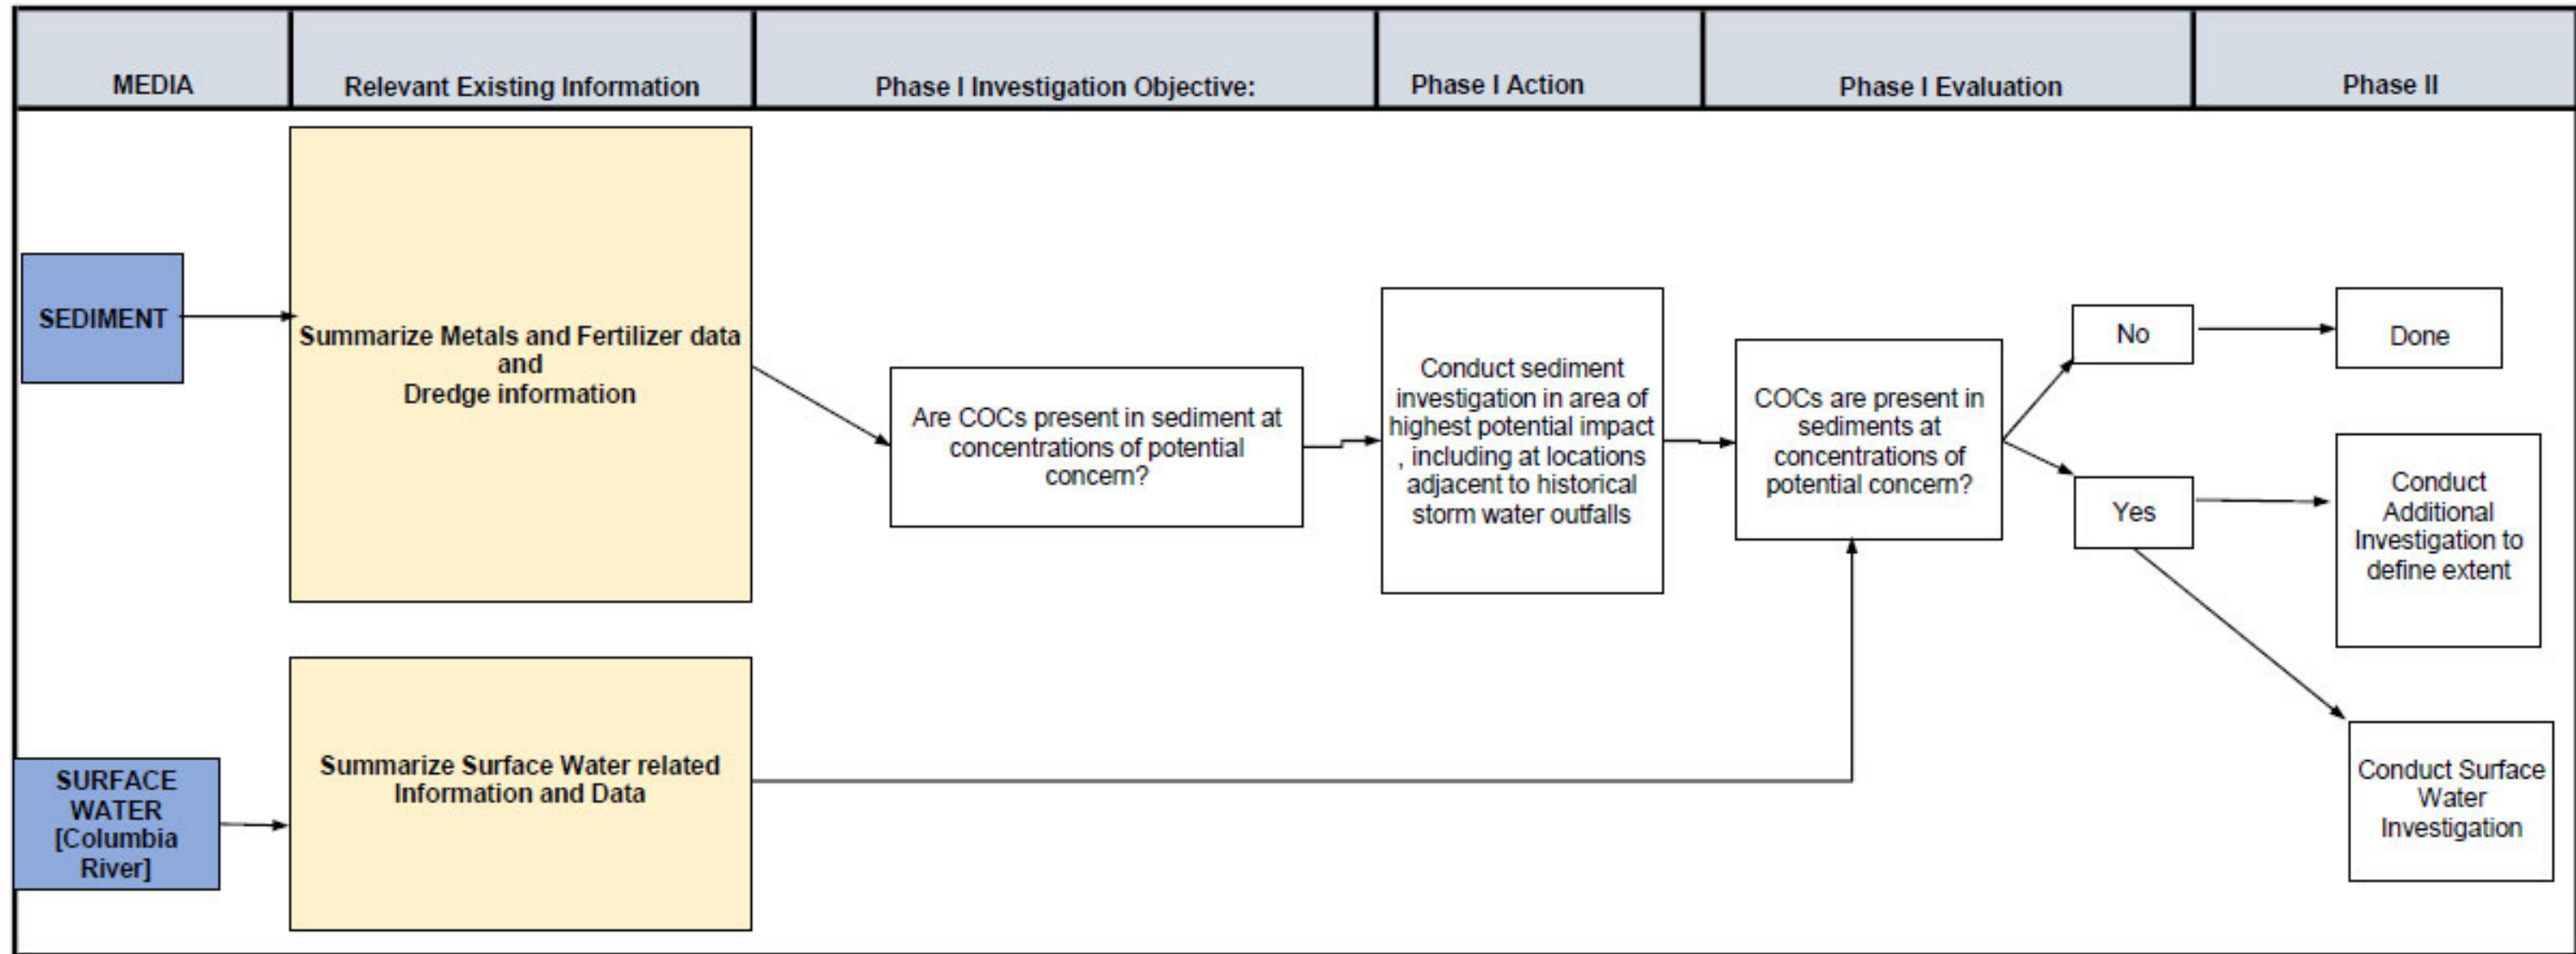 MEDIA
Relevant Existing Information
Phase I Investigation Objective:
Phase I Action
Phase I Evaluation
Phase II
SEDIMENT
Summarize Metals and Fertilizer data
and
Dredge information
Are COCs present in sediment at
concentrations of potential
concern?
Conduct sediment
investigation in area of
highest potential impact
, including at locations
adjacent to historical
storm water outfalls
COCs are present in
sediments at
concentrations of
potential concern?
No
Done
Yes
Conduct
Additional
Investigation to
define extent
SURFACE
WATER
[Columbia
River]
Summarize Surface Water related
Information and Data
Conduct Surface
Water
Investigation